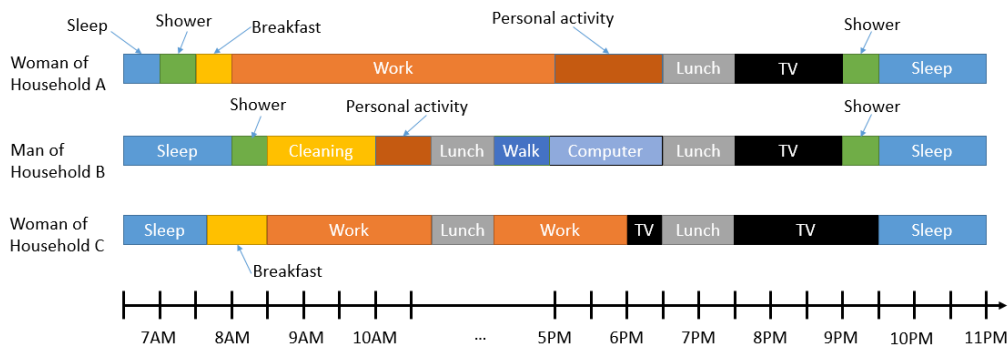 Sleep
Shower
Breakfast
Personal activity
Shower
Woman of
Household A
Work
Lunch
TV
Sleep
Shower
Personal activity
Shower
Man of
Household B
Sleep
Cleaning
Lunch
Walk
Computer
Lunch
TV
Sleep
Woman of
Household C
Sleep
Work
Lunch
Work
TV
Lunch
TV
Sleep
Breakfast
7AM
8AM
9AM
10AM
...
5PM
6PM
7PM
8PM
9PM
10PM
11PM